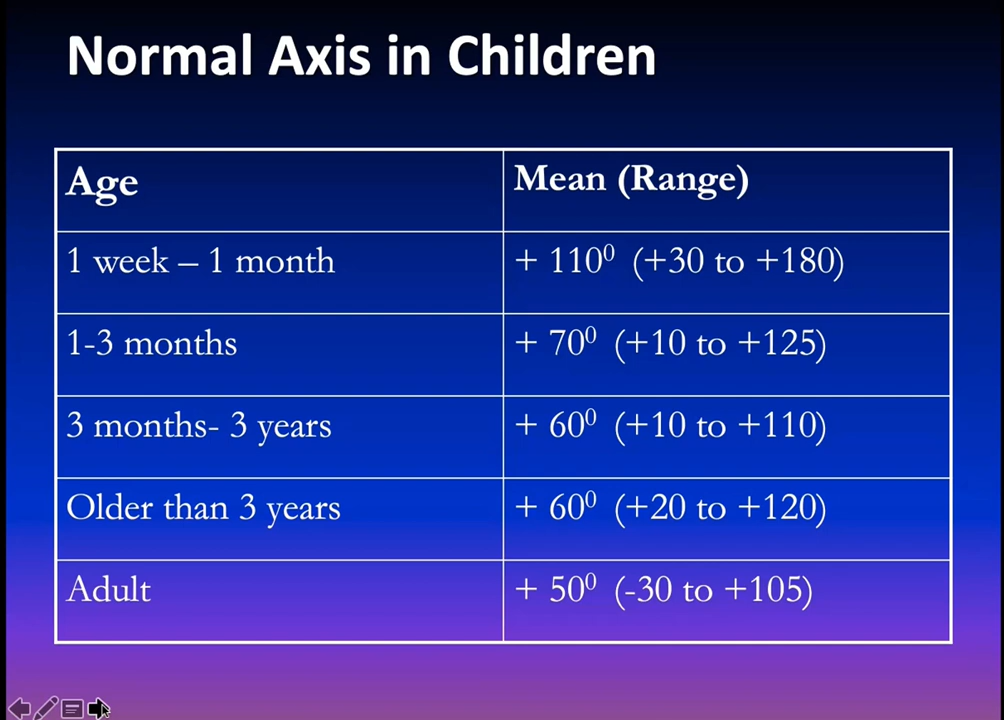 Normal Axis in Children
Age Mean (Range)
1 week – 1 month + 110⁰ (+30 to +180)
1-3 months + 70⁰ (+10 to +125)
3 months- 3 years + 60⁰ (+10 to +110)
Older than 3 years + 60⁰ (+20 to +120)
Adult + 50⁰ (-30 to +105)